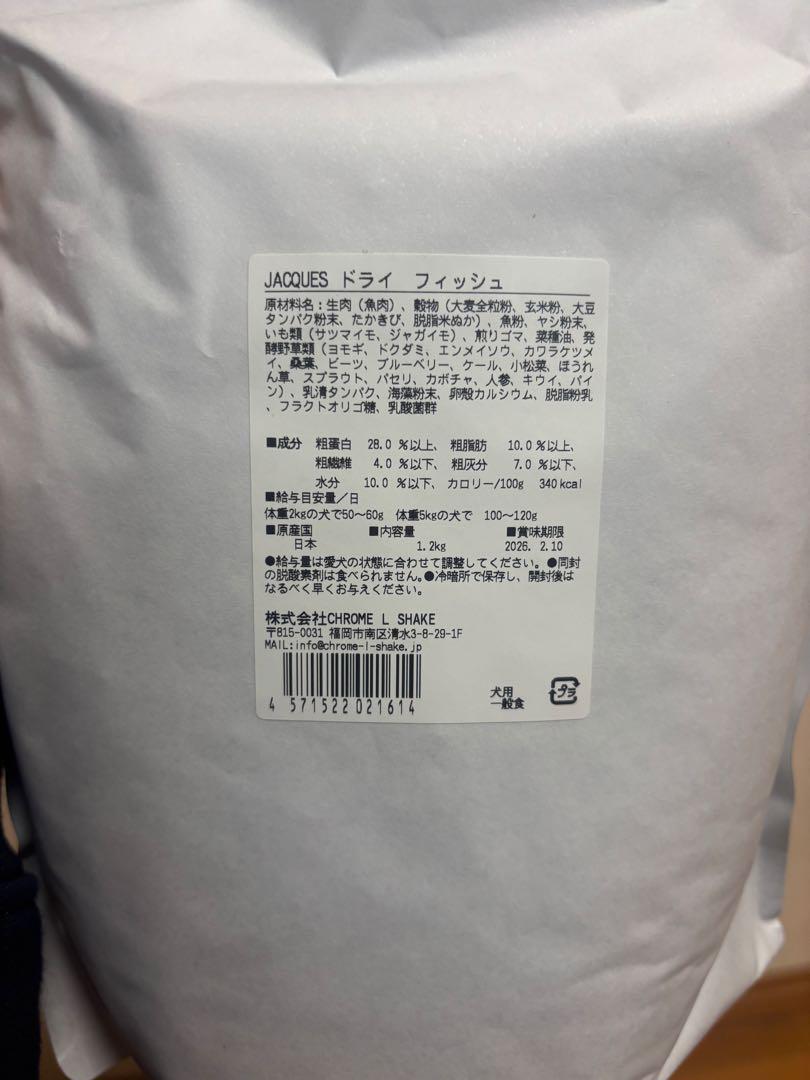 JACQUES ドライ フィッシュ
原材料名：生肉（魚肉）、穀物（大麦全粒粉、玄米粉、大豆
タンパク粉末、たかきび、脱脂米ぬか）、魚粉、ヤシ粉末、
いも類（サツマイモ、ジャガイモ）、煎りゴマ、菜種油、発
酵野草類（ヨモギ、ドクダミ、エンメイソウ、カワラケツメ
イ、桑葉、ビーツ、ブルーベリー、ケール、小松菜、ほうれ
ん草、スプラウト、パセリ、カボチャ、人参、キウイ、パイ
ン）、乳清タンパク、海藻粉末、卵殻カルシウム、脱脂粉乳
、フラクトオリゴ糖、乳酸菌群
■成分 粗蛋白 28.0 %以上、 粗脂肪 10.0 %以上、
粗繊維 4.0 %以下、 粗灰分 7.0 %以下、
水分 10.0 %以下、 カロリー/100g 340kcal
■給与目安量／日
体重2kgの犬で50～60g 体重5kgの犬で 100～120g
■原産国 ■内容量 ■賞味期限
日本 1.2kg 2026. 2.10
●給与量は愛犬の状態に合わせて調整してください。●同封
の脱酸素剤は食べられません。●冷暗所で保存し、開封後は
なるべく早くお与えください。
株式会社CHROME L SHAKE
〒815-0031 福岡市南区清水3-8-29-1F
MAIL:info@chrome-l-shake.jp
4 571522 021614
犬用
一般食
プラ